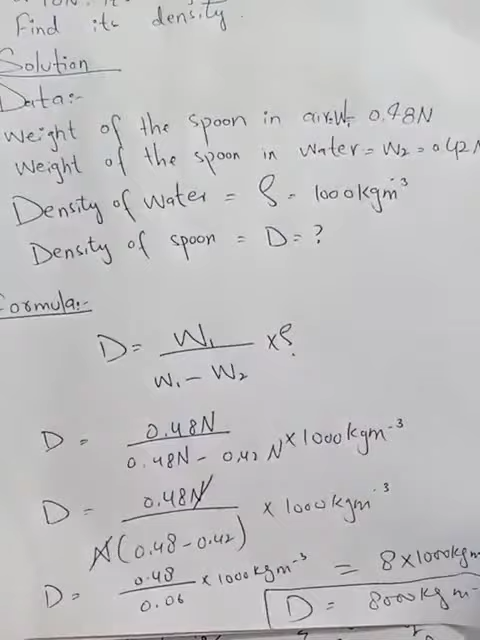 Find its density.
Solution
Data:-
Weight of the spoon in air=W₁= 0.48N
Weight of the spoon in water = W₂ = 0.42N
Density of Water = ρ = 1000kgm⁻³
Density of spoon = D = ?
Formula:-
D = W₁ / W₁ - W₂ × ρ
D = 0.48N / 0.48N - 0.42N × 1000kgm⁻³
D = 0.48N / N(0.48-0.42) × 1000kgm⁻³
D = 0.48 / 0.06 × 1000kgm⁻³ = 8×1000kgm
D = 8000kgm⁻